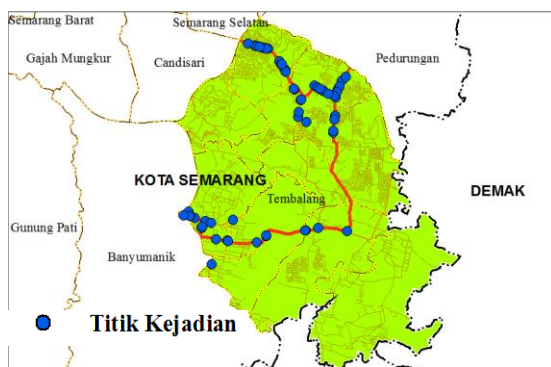 Semarang Barat
Semarang Selatan
Gajah Mungkur
Candisari
Pedurungan
KOTA SEMARANG
DEMAK
Tembalang
Gunung Pati
Banyumanik
Titik Kejadian